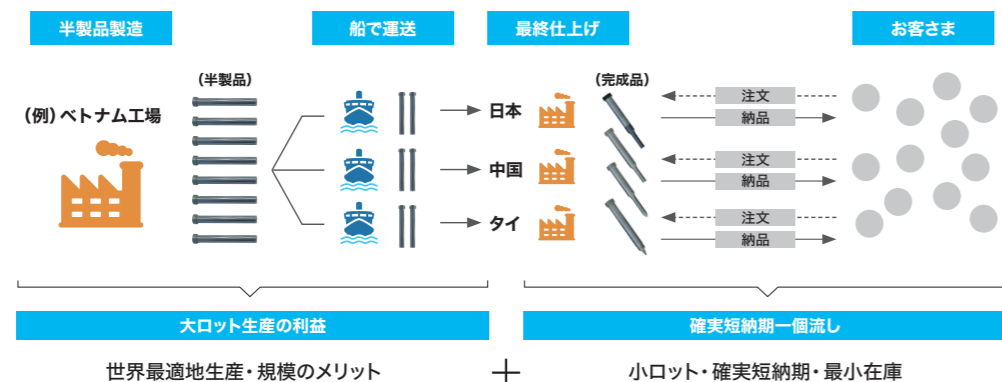 半製品製造
船で運送
最終仕上げ
お客さま
（半製品）
（完成品）
（例）ベトナム工場
日本
中国
タイ
注文
納品
注文
納品
注文
納品
大ロット生産の利益
確実短納期一個流し
世界最適地生産・規模のメリット
＋
小ロット・確実短納期・最小在庫